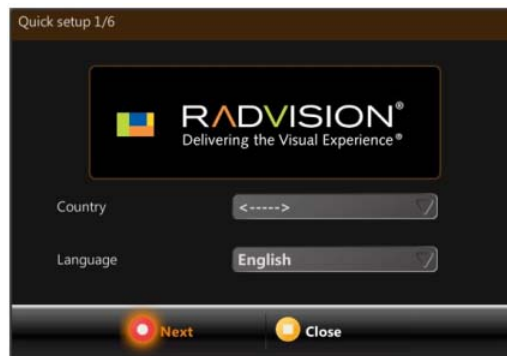 Quick setup 1/6
RADVISION®
Delivering the Visual Experience®
Country <----->
Language English
Next Close